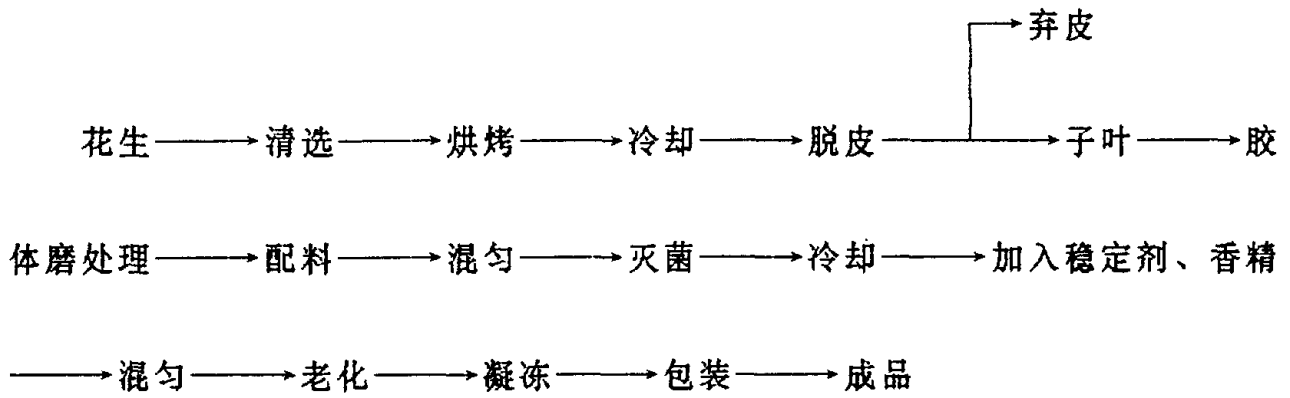 弃皮
花生→清选→烘烤→冷却→脱皮→子叶→胶
体磨处理→配料→混匀→灭菌→冷却→加入稳定剂、香精
→混匀→老化→凝冻→包装→成品